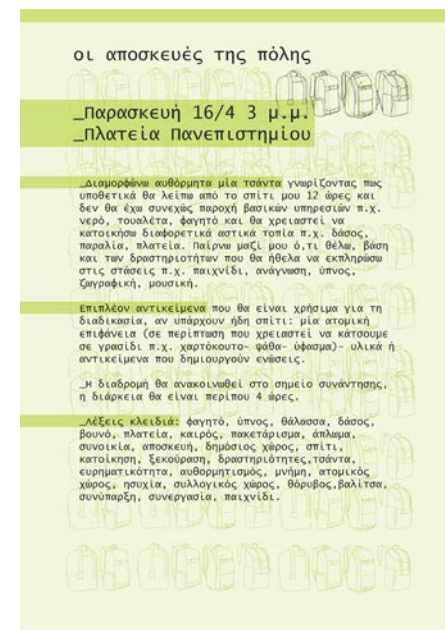 οι αποσκευές της πόλης
_Παρασκευή 16/4 3 μ.μ.
_Πλατεία Πανεπιστημίου
_Διαμορφώνω αυθόρμητα μία τσάντα γνωρίζοντας πως
υποθετικά θα λείπω από το σπίτι μου 12 ώρες και
δεν θα έχω συνεχώς παροχή βασικών υπηρεσιών π.χ.
νερό, τουαλέτα, φαγητό και θα χρειαστεί να
κατοικήσω διαφορετικά αστικά τοπία π.χ. δάσος,
παραλία, πλατεία. Παίρνω μαζί μου ό,τι θέλω, βάση
και των δραστηριοτήτων που θα ήθελα να εκπληρώσω
στις στάσεις π.χ. παιχνίδι, ανάγνωση, ύπνος,
ζωγραφική, μουσική.
Επιπλέον αντικείμενα που θα είναι χρήσιμα για τη
διαδικασία, αν υπάρχουν ήδη σπίτι: μία ατομική
επιφάνεια (σε περίπτωση που χρειαστεί να κάτσουμε
σε γρασίδι π.χ. χαρτόκουτο- ψάθα- ύφασμα)- υλικά ή
αντικείμενα που δημιουργούν ενώσεις.
_Η διαδρομή θα ανακοινωθεί στο σημείο συνάντησης,
η διάρκεια θα είναι περίπου 4 ώρες.
_Λέξεις κλειδιά: φαγητό, ύπνος, θάλασσα, δάσος,
βουνό, πλατεία, καιρός, πακετάρισμα, άπλωμα,
συνοικία, αποσκευή, δημόσιος χώρος, σπίτι,
κατοίκηση, ξεκούραση, δραστηριότητες,τσάντα,
ευρηματικότητα, αυθορμητισμός, μνήμη, ατομικός
χώρος, ησυχία, συλλογικός χώρος, θόρυβος,βαλίτσα,
συνύπαρξη, συνεργασία, παιχνίδι.